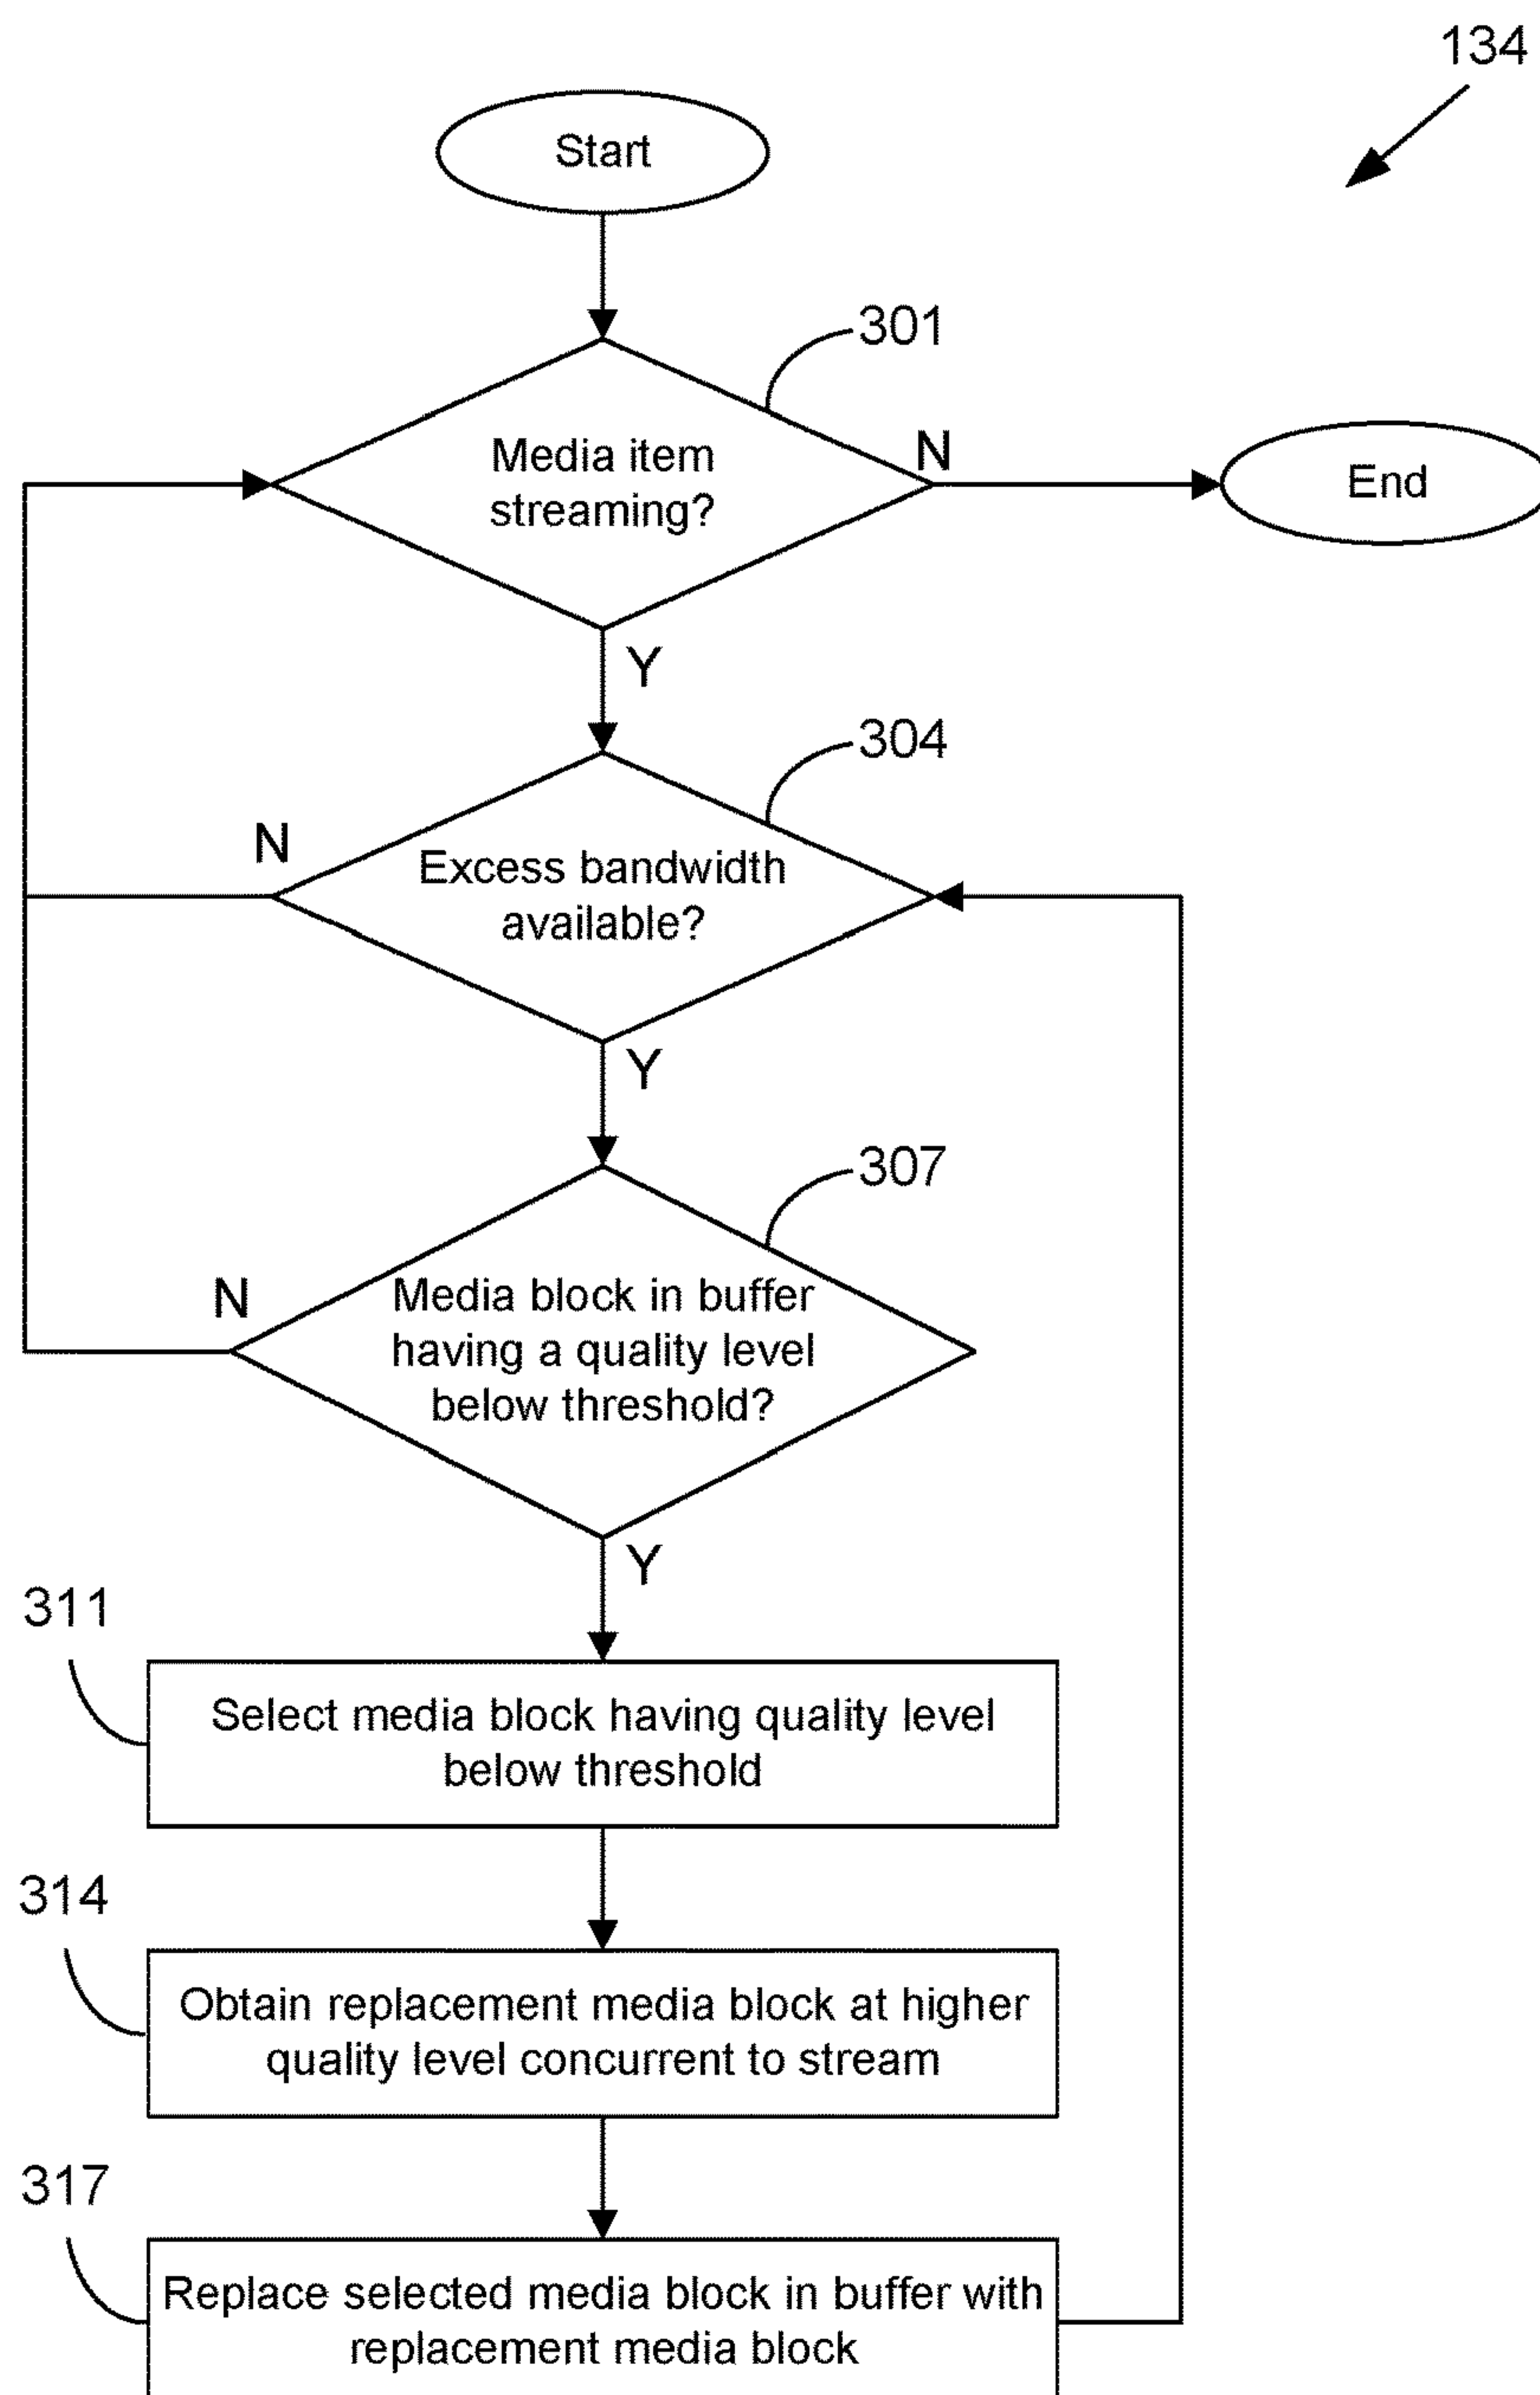 134
Start
301
Media item
streaming?
N
End
Y
304
N
Excess bandwidth
available?
Y
307
N
Media block in buffer
having a quality level
below threshold?
Y
311
Select media block having quality level
below threshold
314
Obtain replacement media block at higher
quality level concurrent to stream
317
Replace selected media block in buffer with
replacement media block